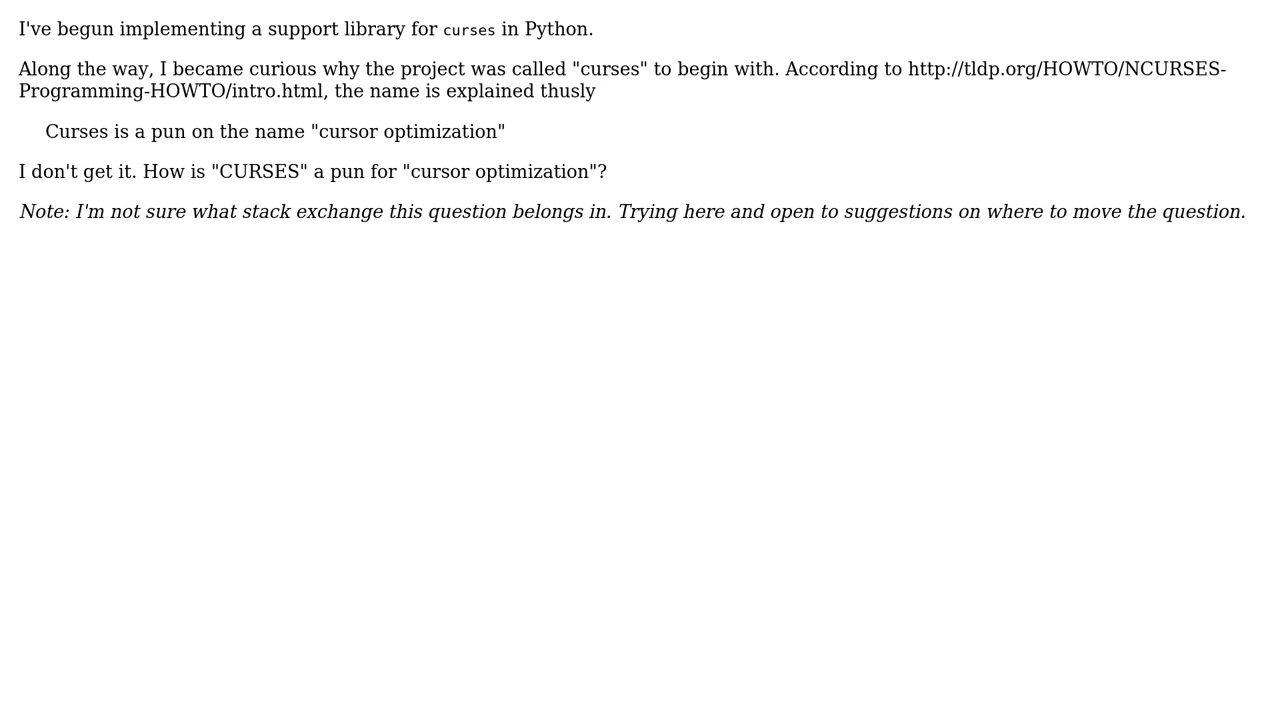 I've begun implementing a support library for curses in Python.
Along the way, I became curious why the project was called "curses" to begin with. According to http://tldp.org/HOWTO/NCURSES-
Programming-HOWTO/intro.html, the name is explained thusly
Curses is a pun on the name "cursor optimization"
I don't get it. How is "CURSES" a pun for "cursor optimization"?
Note: I'm not sure what stack exchange this question belongs in. Trying here and open to suggestions on where to move the question.